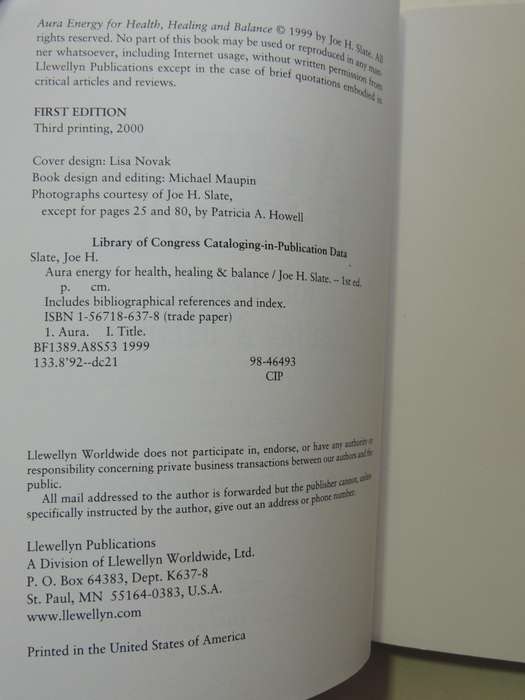 Aura Energy for Health, Healing and Balance © 1999 by Joe H. Slate. All
rights reserved. No part of this book may be used or reproduced in any man-
ner whatsoever, including Internet usage, without written permission from
Llewellyn Publications except in the case of brief quotations embodied in
critical articles and reviews.
FIRST EDITION
Third printing, 2000
Cover design: Lisa Novak
Book design and editing: Michael Maupin
Photographs courtesy of Joe H. Slate,
except for pages 25 and 80, by Patricia A. Howell
Library of Congress Cataloging-in-Publication Data
Slate, Joe H.
Aura energy for health, healing & balance / Joe H. Slate. -- 1st ed.
p. cm.
Includes bibliographical references and index.
ISBN 1-56718-637-8 (trade paper)
1. Aura. I. Title.
BF1389.A8S53 1999
133.8'92--dc21 98-46493
CIP
Llewellyn Worldwide does not participate in, endorse, or have any authority or
responsibility concerning private business transactions between our authors and the
public.
All mail addressed to the author is forwarded but the publisher cannot, unless
specifically instructed by the author, give out an address or phone number.
Llewellyn Publications
A Division of Llewellyn Worldwide, Ltd.
P. O. Box 64383, Dept. K637-8
St. Paul, MN 55164-0383, U.S.A.
www.llewellyn.com
Printed in the United States of America